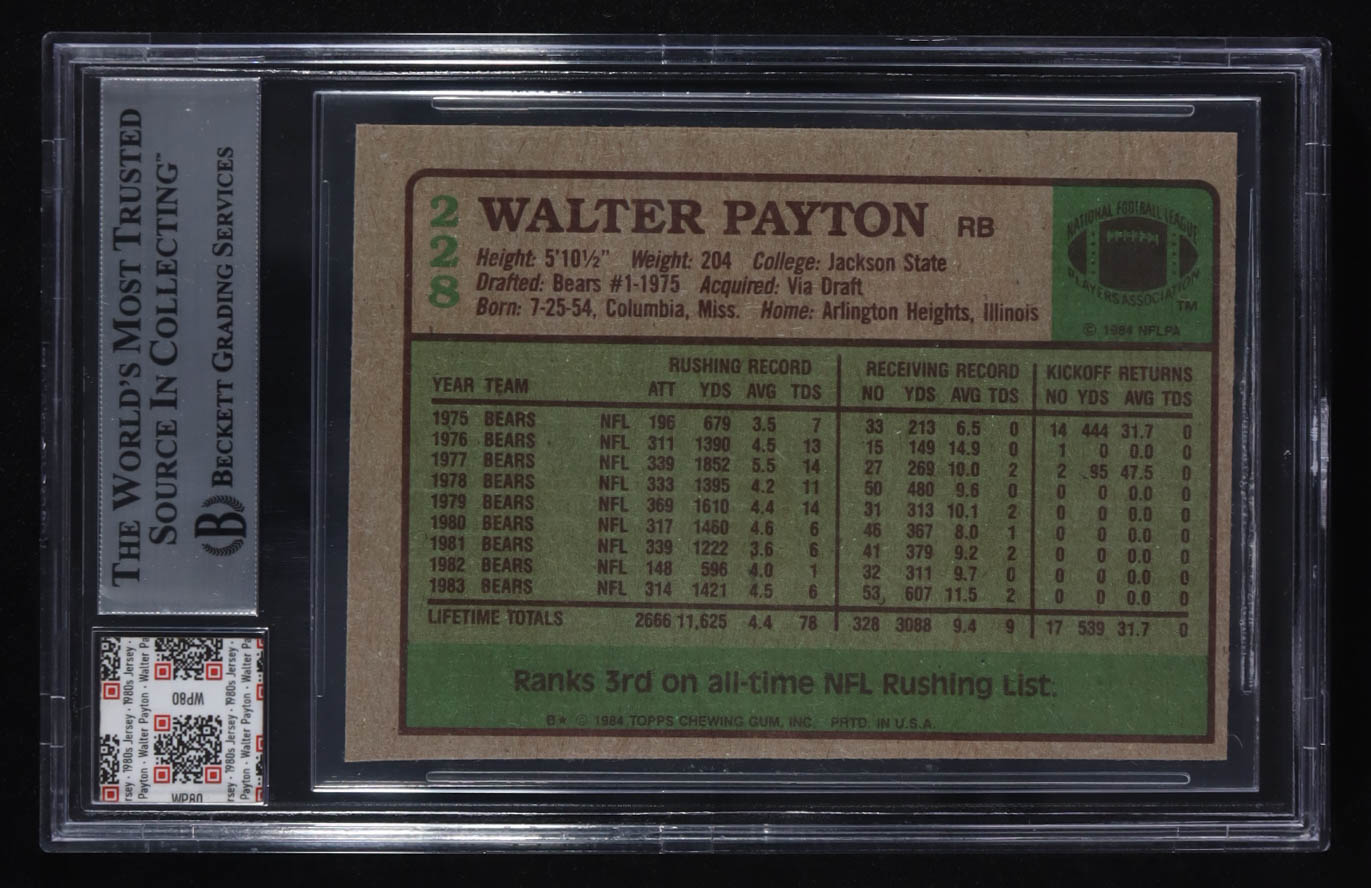 THE WORLD'S MOST TRUSTED
SOURCE IN COLLECTING™
B BECKETT GRADING SERVICES
1980s Jersey · 1980s Jersey
Payton · Walter Payton · Walter Pa
WP80
WP80
228
WALTER PAYTON RB
Height: 5'10½" Weight: 204 College: Jackson State
Drafted: Bears #1-1975 Acquired: Via Draft
Born: 7-25-54, Columbia, Miss. Home: Arlington Heights, Illinois
NATIONAL FOOTBALL LEAGUE
PLAYERS ASSOCIATION
TM
© 1984 NFLPA
RUSHING RECORD RECEIVING RECORD KICKOFF RETURNS
YEAR TEAM ATT YDS AVG TDS NO YDS AVG TDS NO YDS AVG TDS
1975 BEARS NFL 196 679 3.5 7 33 213 6.5 0 14 444 31.7 0
1976 BEARS NFL 311 1390 4.5 13 15 149 14.9 0 1 0 0.0 0
1977 BEARS NFL 339 1852 5.5 14 27 269 10.0 2 2 95 47.5 0
1978 BEARS NFL 333 1395 4.2 11 50 480 9.6 0 0 0 0.0 0
1979 BEARS NFL 369 1610 4.4 14 31 313 10.1 2 0 0 0.0 0
1980 BEARS NFL 317 1460 4.6 6 46 367 8.0 1 0 0 0.0 0
1981 BEARS NFL 339 1222 3.6 6 41 379 9.2 2 0 0 0.0 0
1982 BEARS NFL 148 596 4.0 1 32 311 9.7 0 0 0 0.0 0
1983 BEARS NFL 314 1421 4.5 6 53 607 11.5 2 0 0 0.0 0
LIFETIME TOTALS 2666 11,625 4.4 78 328 3088 9.4 9 17 539 31.7 0
Ranks 3rd on all-time NFL Rushing List.
B★ © 1984 TOPPS CHEWING GUM, INC. PRTD. IN U.S.A.